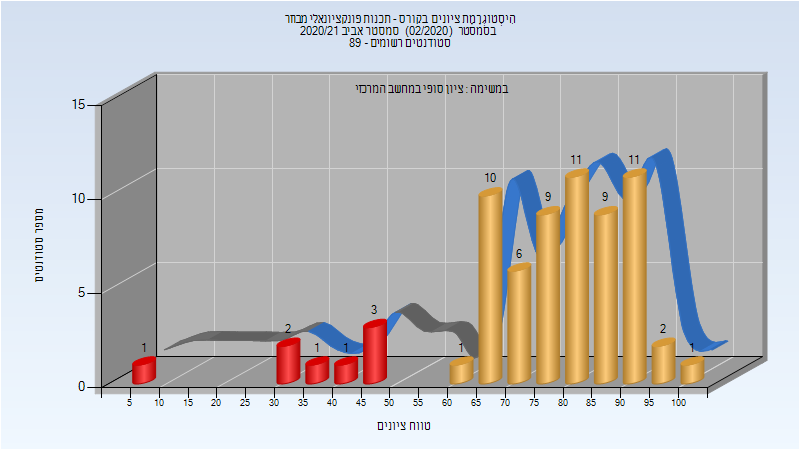 היסטוגרמת ציונים בקורס - תכנות פונקציונאלי מבוזר
בסמסטר (02/2020) סמסטר אביב 2020/21
סטודנטים רשומים - 89
במשימה : ציון סופי במחשב המרכזי
מספר סטודנטים
15
10
5
0
1
2
1
1
3
1
10
6
9
11
9
11
2
1
5 10 15 20 25 30 35 40 45 50 55 60 65 70 75 80 85 90 95 100
טווח ציונים